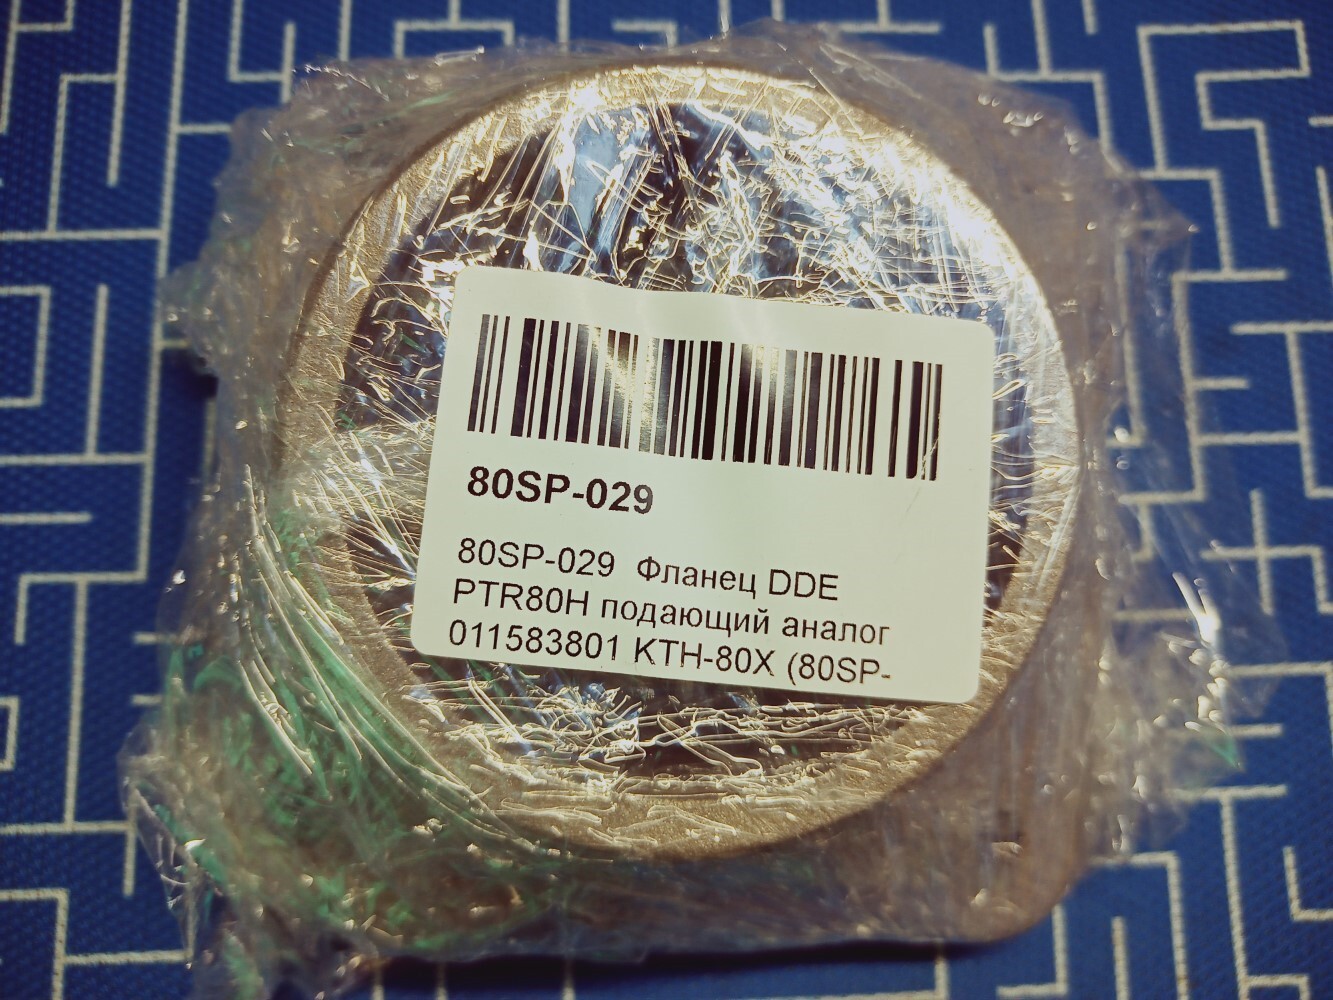 80SP-029
80SP-029 Фланец DDE
PTR80H подающий аналог
011583801 KTH-80X (80SP-